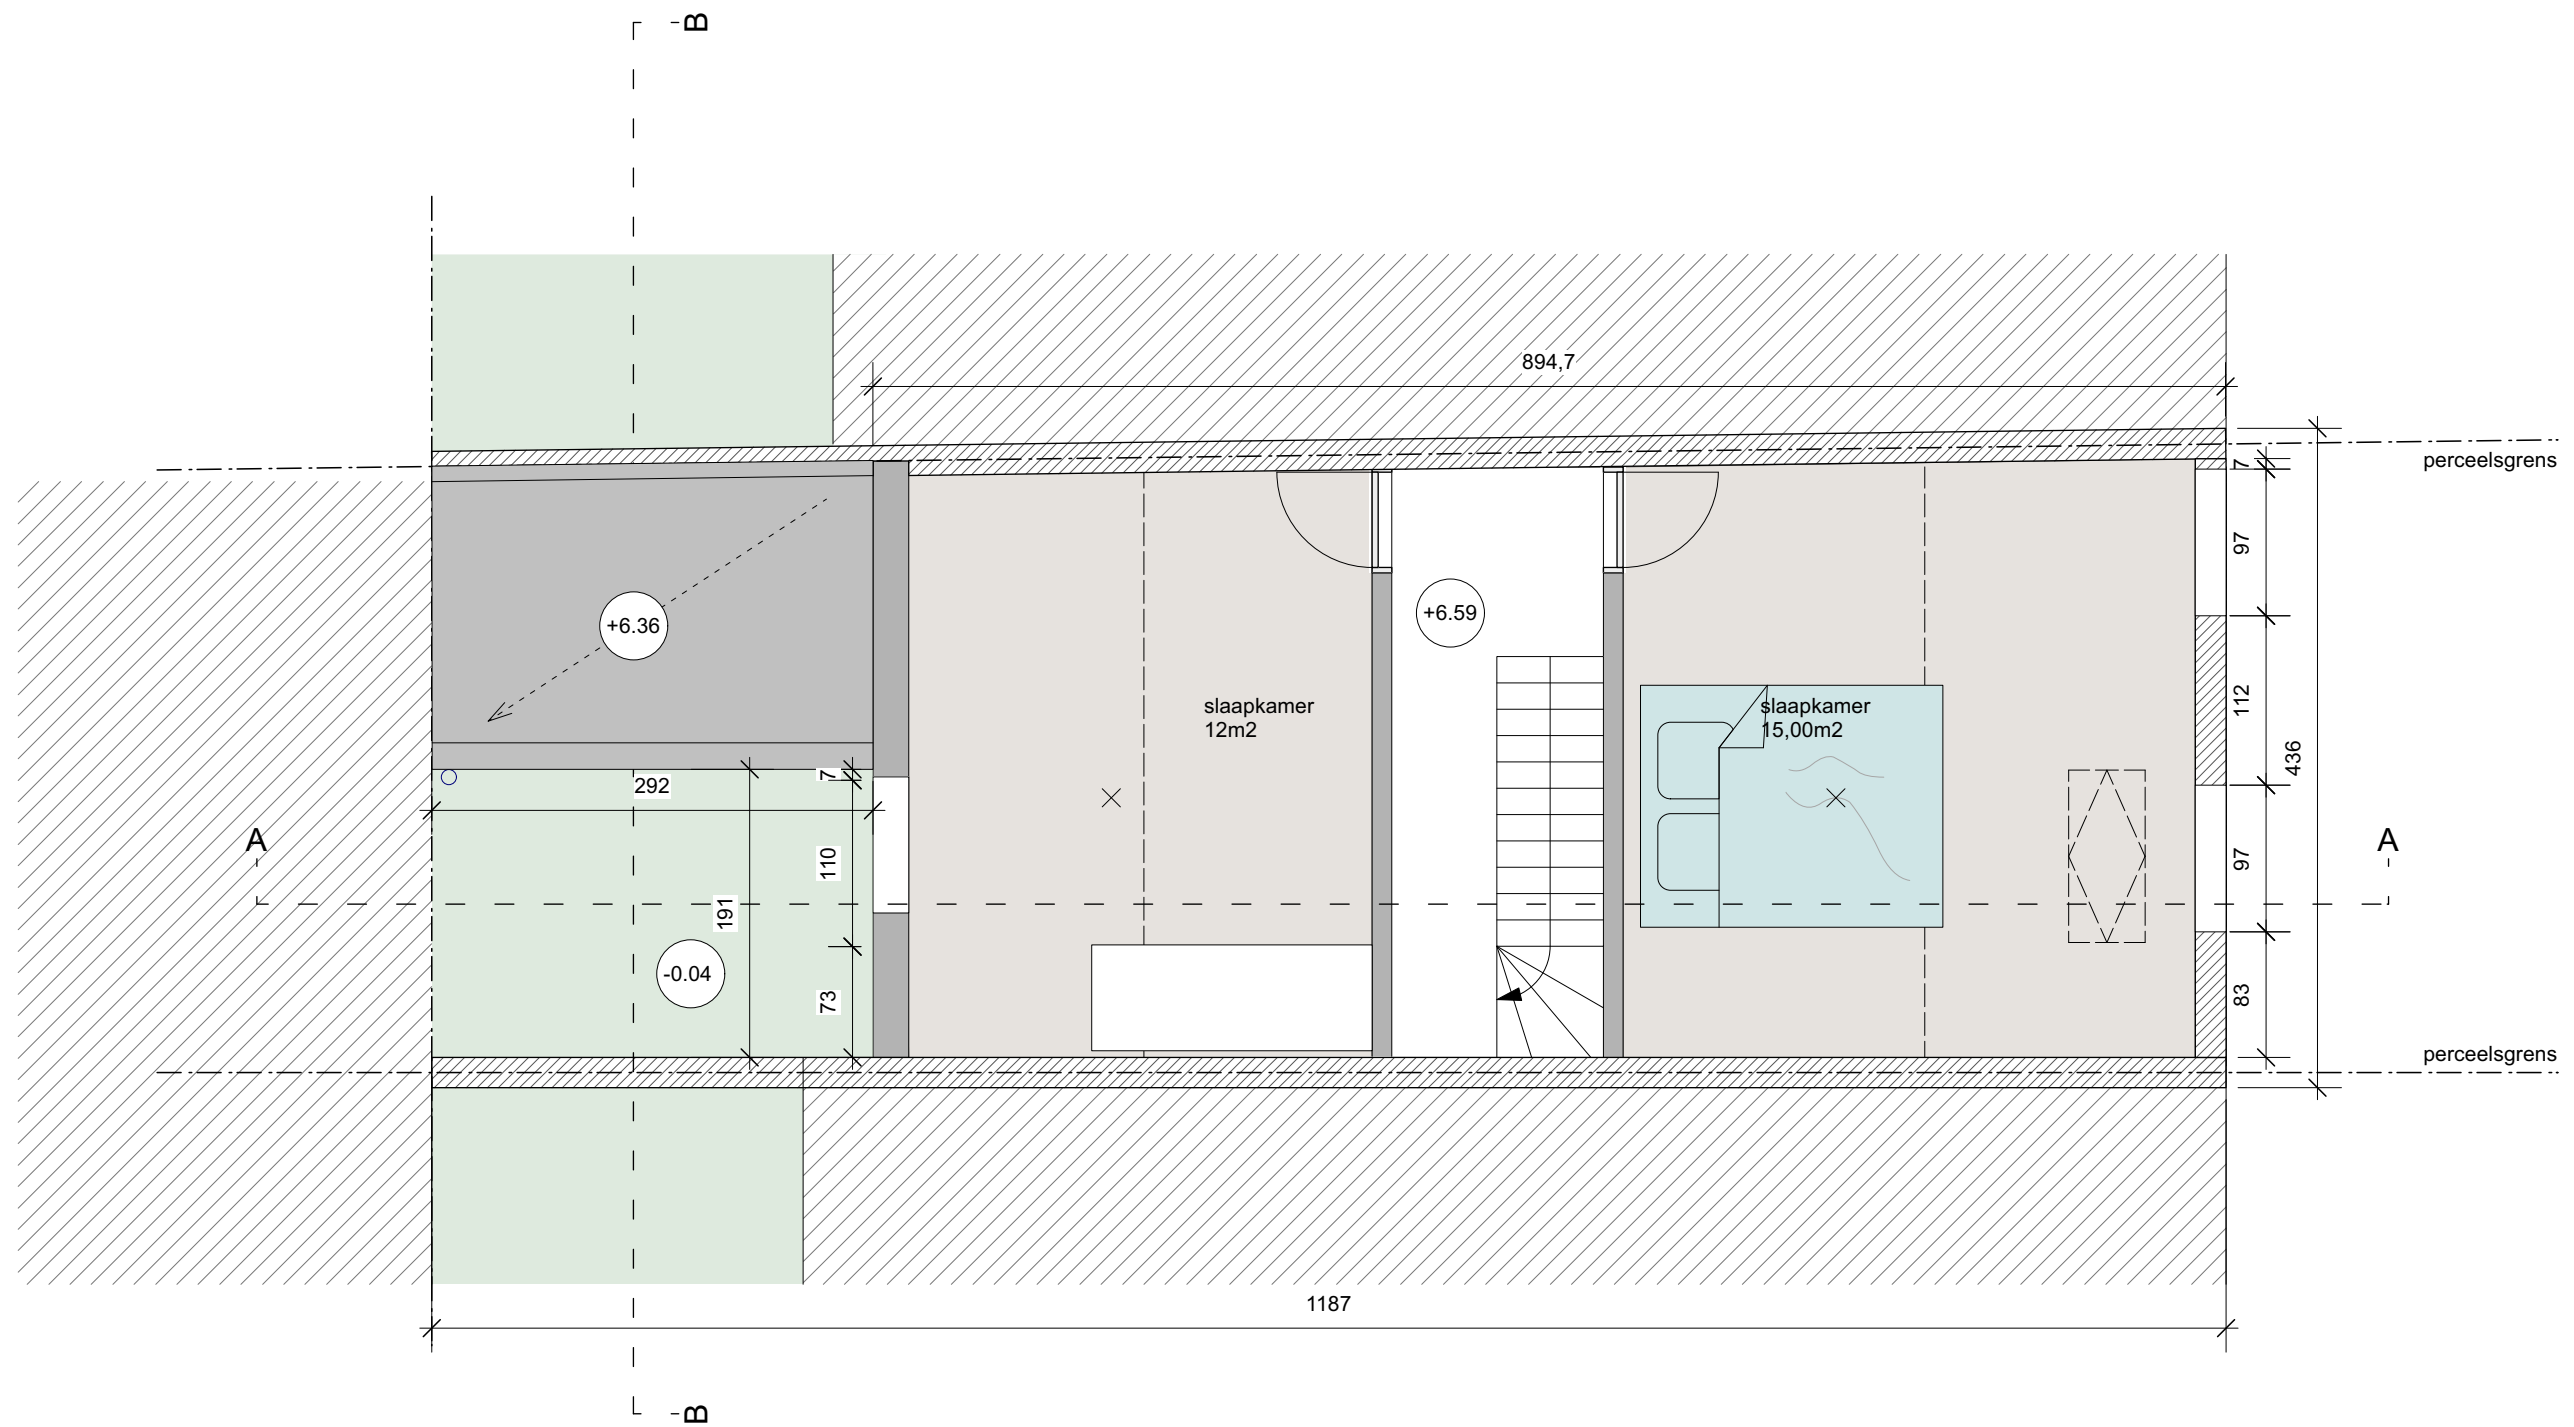 B
894,7
perceelsgrens
7
97
+6.36
+6.59
112
slaapkamer
12m2
slaapkamer
15,00m2
436
7
292
A
A
110
97
191
-0.04
73
83
perceelsgrens
1187
B